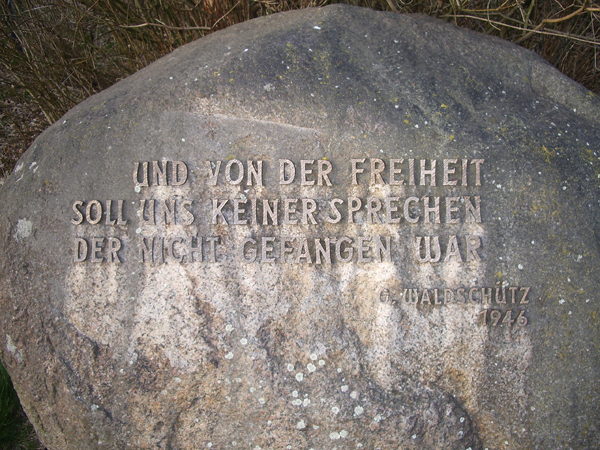 UND VON DER FREIHEIT
SOLL UNS KEINER SPRECHEN
DER NICHT GEFANGEN WAR
G. WALDSCHÜTZ
1946